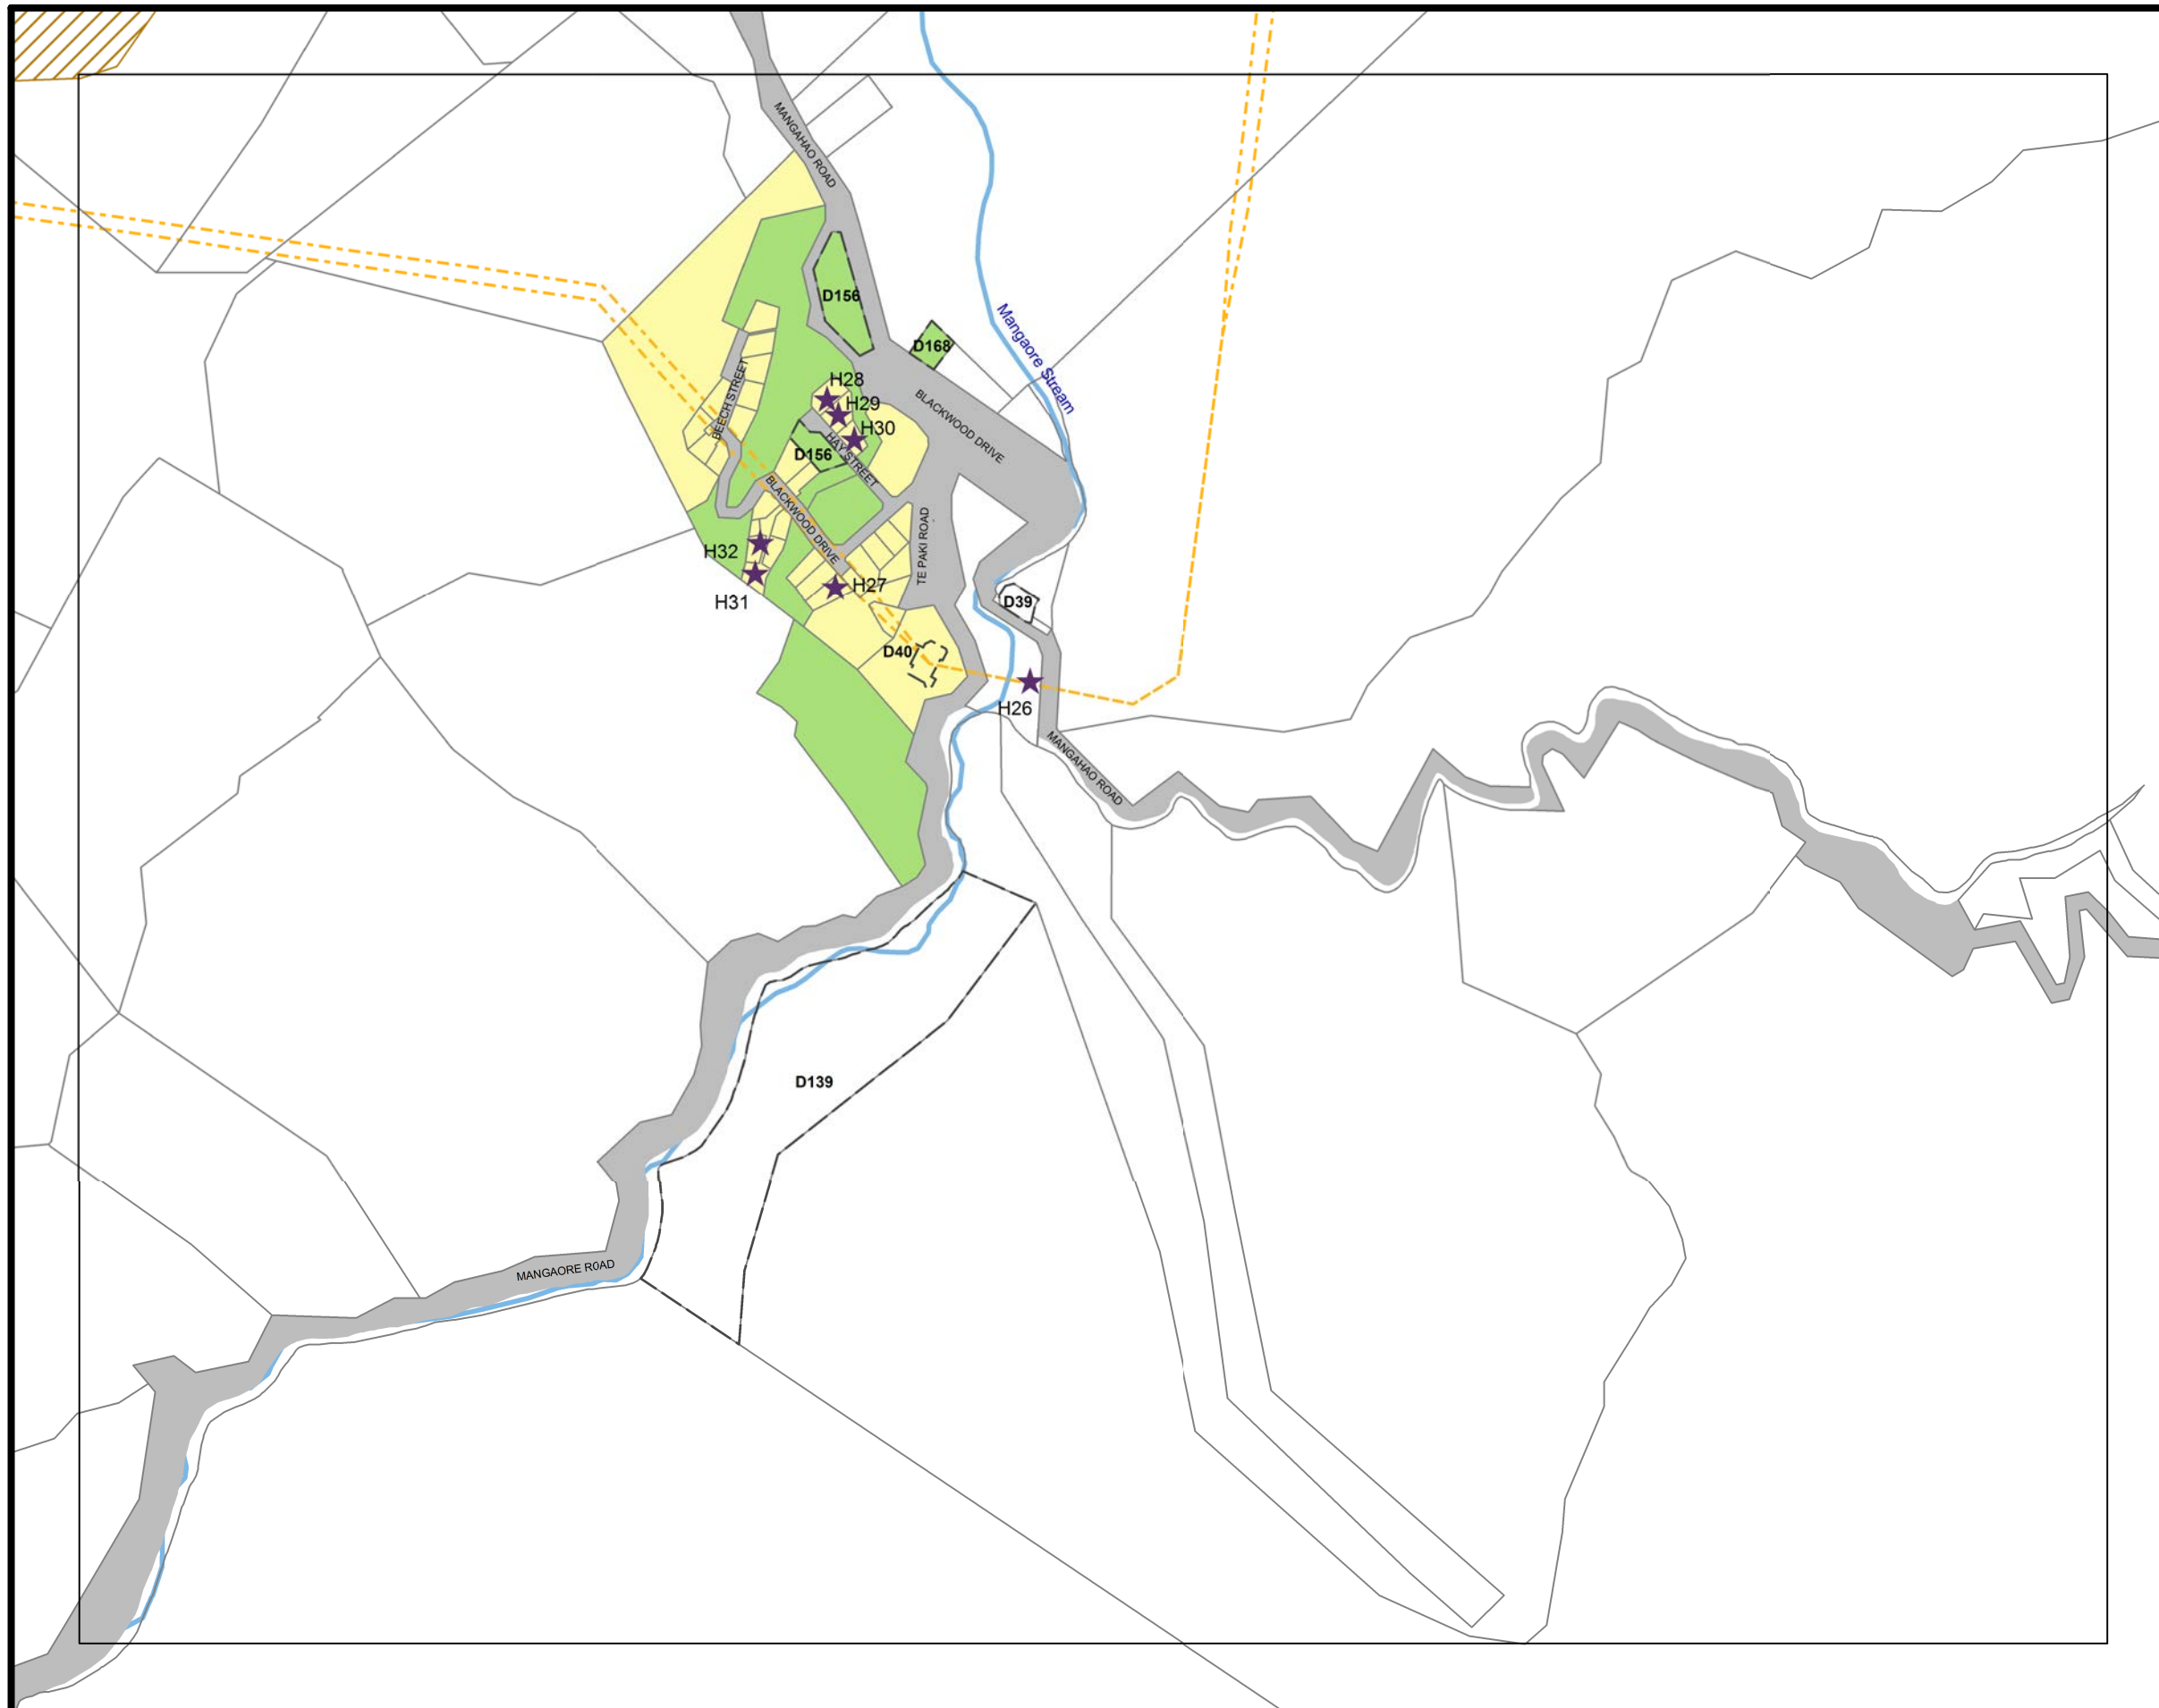 MANGAHAO ROAD
D156
Mangaore Stream
D168
BEECH STREET
H28
H29
BLACKWOOD DRIVE
H30
HAY STREET
D156
BLACKWOOD DRIVE
TE PAKI ROAD
H32
H27
H31
D39
D40
H26
MANGAHAO ROAD
D139
MANGAORE ROAD